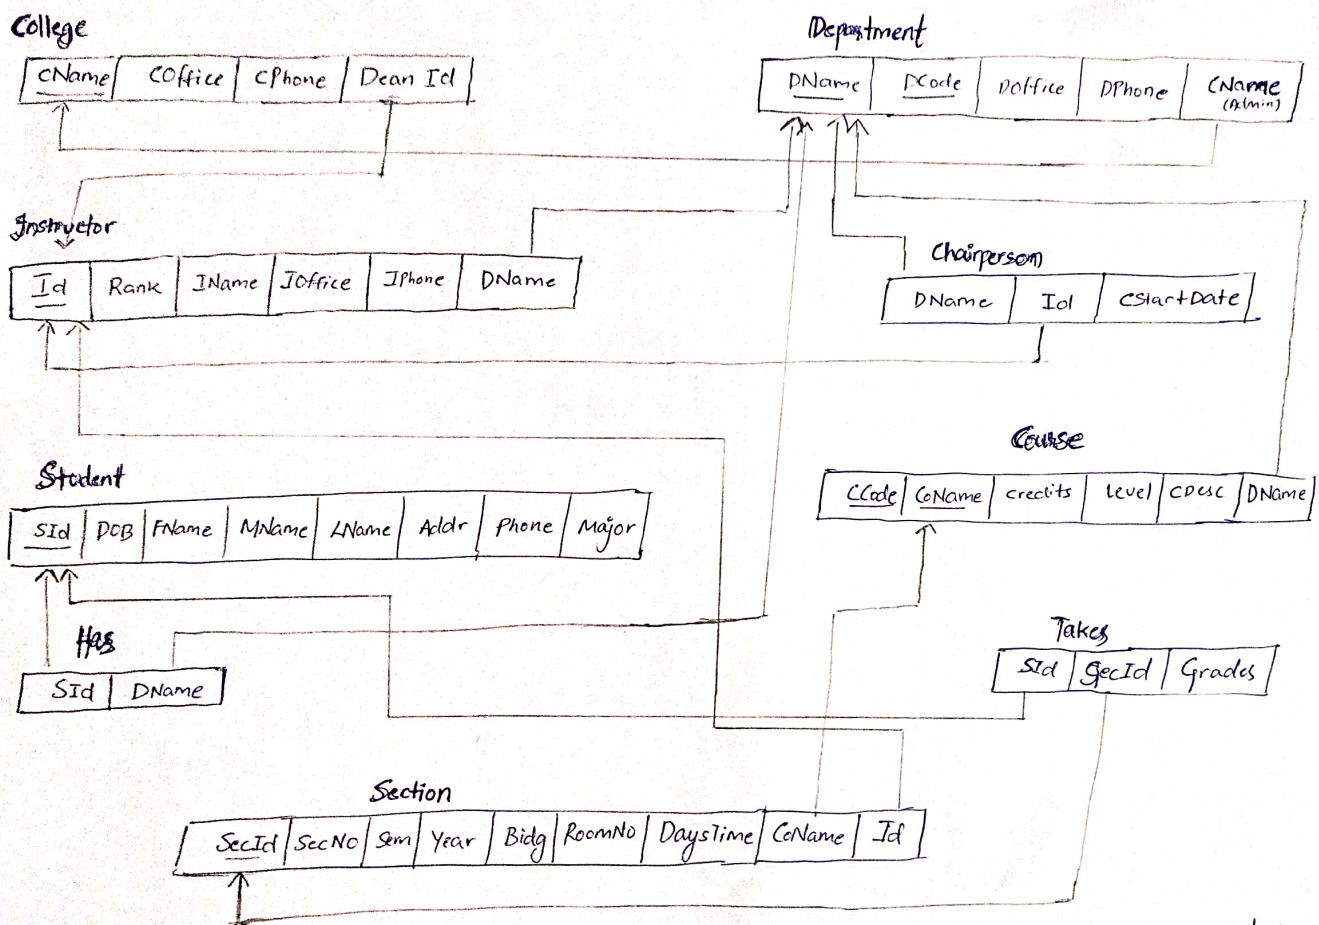 College
CName COffice CPhone Dean Id
Department
DName DCode DOffice DPhone CName (Admin)
Instructor
Id Rank IName IOffice IPhone DName
Chairperson
DName Id CStartDate
Course
CCode CoName credits Level CDesc DName
Student
SId DOB FName MName LName Addr Phone Major
Has
SId DName
Takes
SId SecId Grades
Section
SecId SecNo Sem Year Bldg RoomNo DaysTime CoName Id